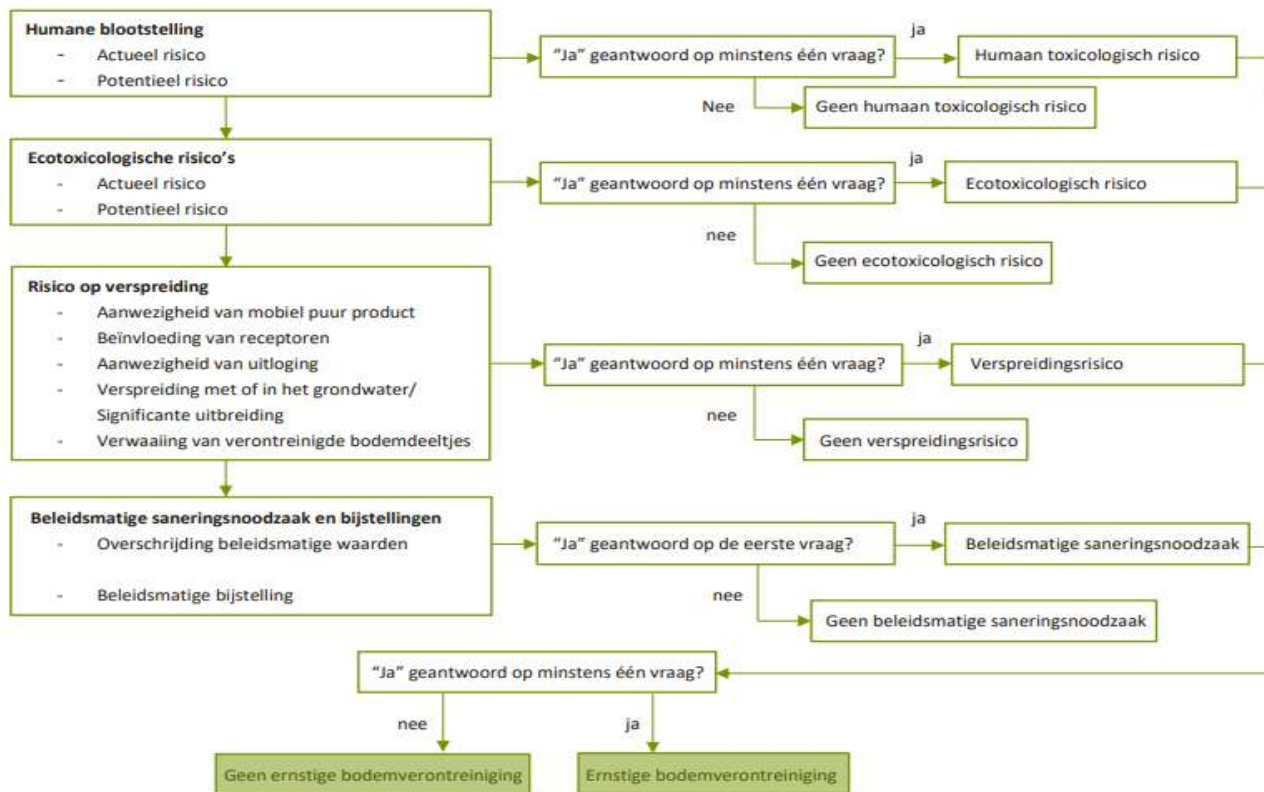 Humane blootstelling
- Actueel risico
- Potentieel risico
"Ja" geantwoord op minstens één vraag?
ja
Humaan toxicologisch risico
Nee
Geen humaan toxicologisch risico
Ecotoxicologische risico's
- Actueel risico
- Potentieel risico
"Ja" geantwoord op minstens één vraag?
ja
Ecotoxicologisch risico
nee
Geen ecotoxicologisch risico
Risico op verspreiding
- Aanwezigheid van mobiel puur product
- Beïnvloeding van receptoren
- Aanwezigheid van uitloging
- Verspreiding met of in het grondwater/
Significante uitbreiding
- Verwaaiing van verontreinigde bodemdeeltjes
"Ja" geantwoord op minstens één vraag?
ja
Verspreidingsrisico
nee
Geen verspreidingsrisico
Beleidsmatige saneringsnoodzaak en bijstellingen
- Overschrijding beleidsmatige waarden
- Beleidsmatige bijstelling
"Ja" geantwoord op de eerste vraag?
ja
Beleidsmatige saneringsnoodzaak
nee
Geen beleidsmatige saneringsnoodzaak
"Ja" geantwoord op minstens één vraag?
nee
ja
Geen ernstige bodemverontreiniging
Ernstige bodemverontreiniging